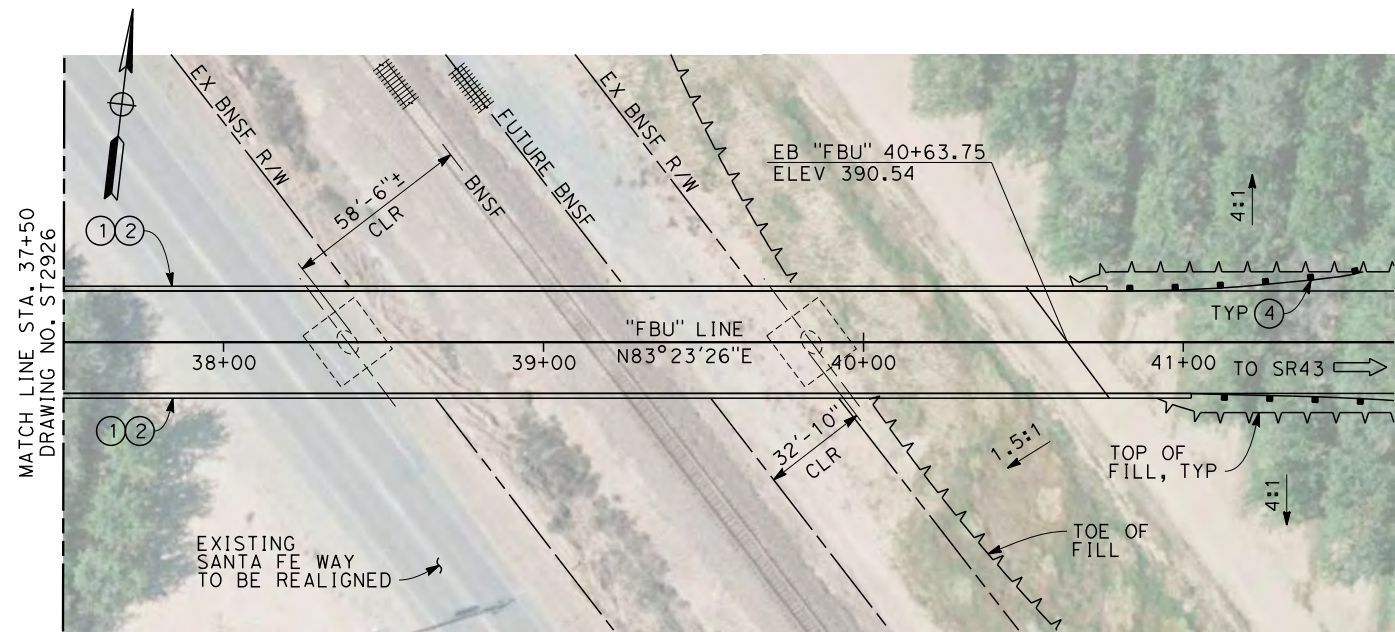 MATCH LINE STA. 37+50
DRAWING NO. ST2926
EX BNSF R/W
58'-6"±
CLR
BNSF
FUTURE BNSF
EX BNSF R/W
EB "FBU" 40+63.75
ELEV 390.54
4:1
1 2
TYP 4
"FBU" LINE
N83°23'26"E
38+00
39+00
40+00
41+00
TO SR43
1 2
32'-10"
CLR
1.5:1
TOP OF
FILL, TYP
4:1
TOE OF
FILL
EXISTING
SANTA FE WAY
TO BE REALIGNED